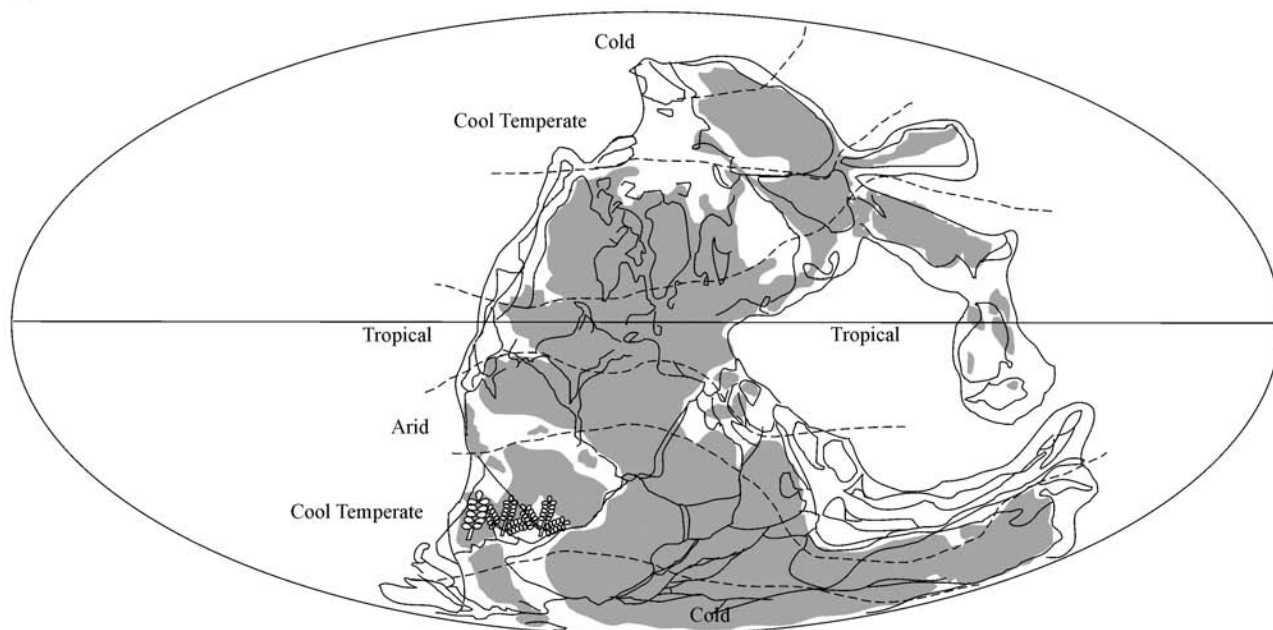 Cold
Cool Temperate
Tropical
Tropical
Arid
Cool Temperate
Cold